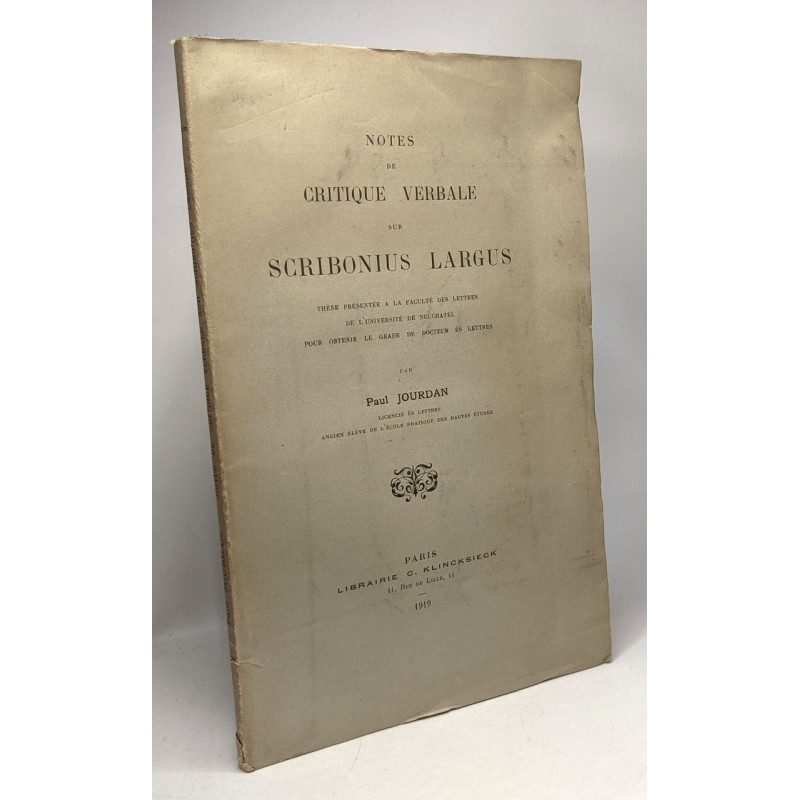 NOTES
DE
CRITIQUE VERBALE
SUR
SCRIBONIUS LARGUS
THÈSE PRÉSENTÉE A LA FACULTÉ DES LETTRES
DE L'UNIVERSITÉ DE NEUCHATEL
POUR OBTENIR LE GRADE DE DOCTEUR ÈS LETTRES
PAR
Paul JOURDAN
LICENCIÉ ÈS LETTRES
ANCIEN ÉLÈVE DE L'ÉCOLE PRATIQUE DES HAUTES ÉTUDES
PARIS
LIBRAIRIE C. KLINCKSIECK
11, RUE DE LILLE, 11
1919